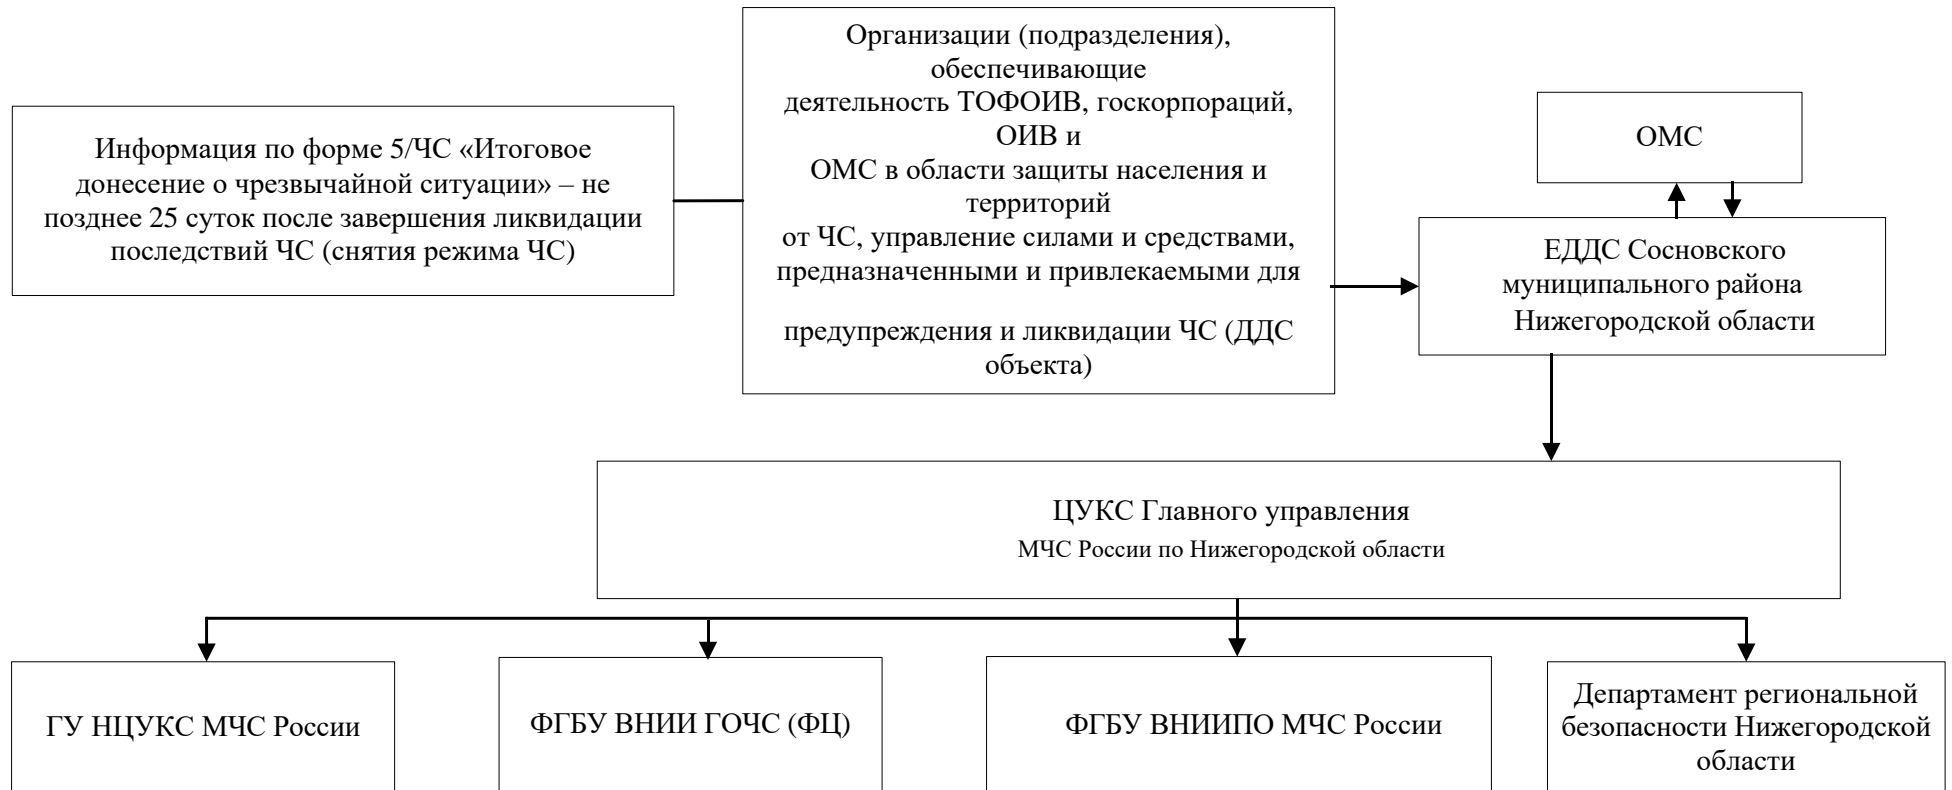 Информация по форме 5/ЧС «Итоговое
донесение о чрезвычайной ситуации» – не
позднее 25 суток после завершения ликвидации
последствий ЧС (снятия режима ЧС)
Организации (подразделения),
обеспечивающие
деятельность ТОФОИВ, госкорпораций,
ОИВ и
ОМС в области защиты населения и
территорий
от ЧС, управление силами и средствами,
предназначенными и привлекаемыми для
предупреждения и ликвидации ЧС (ДДС
объекта)
ОМС
ЕДДС Сосновского
муниципального района
Нижегородской области
ЦУКС Главного управления
МЧС России по Нижегородской области
ГУ НЦУКС МЧС России
ФГБУ ВНИИ ГОЧС (ФЦ)
ФГБУ ВНИИПО МЧС России
Департамент региональной
безопасности Нижегородской
области